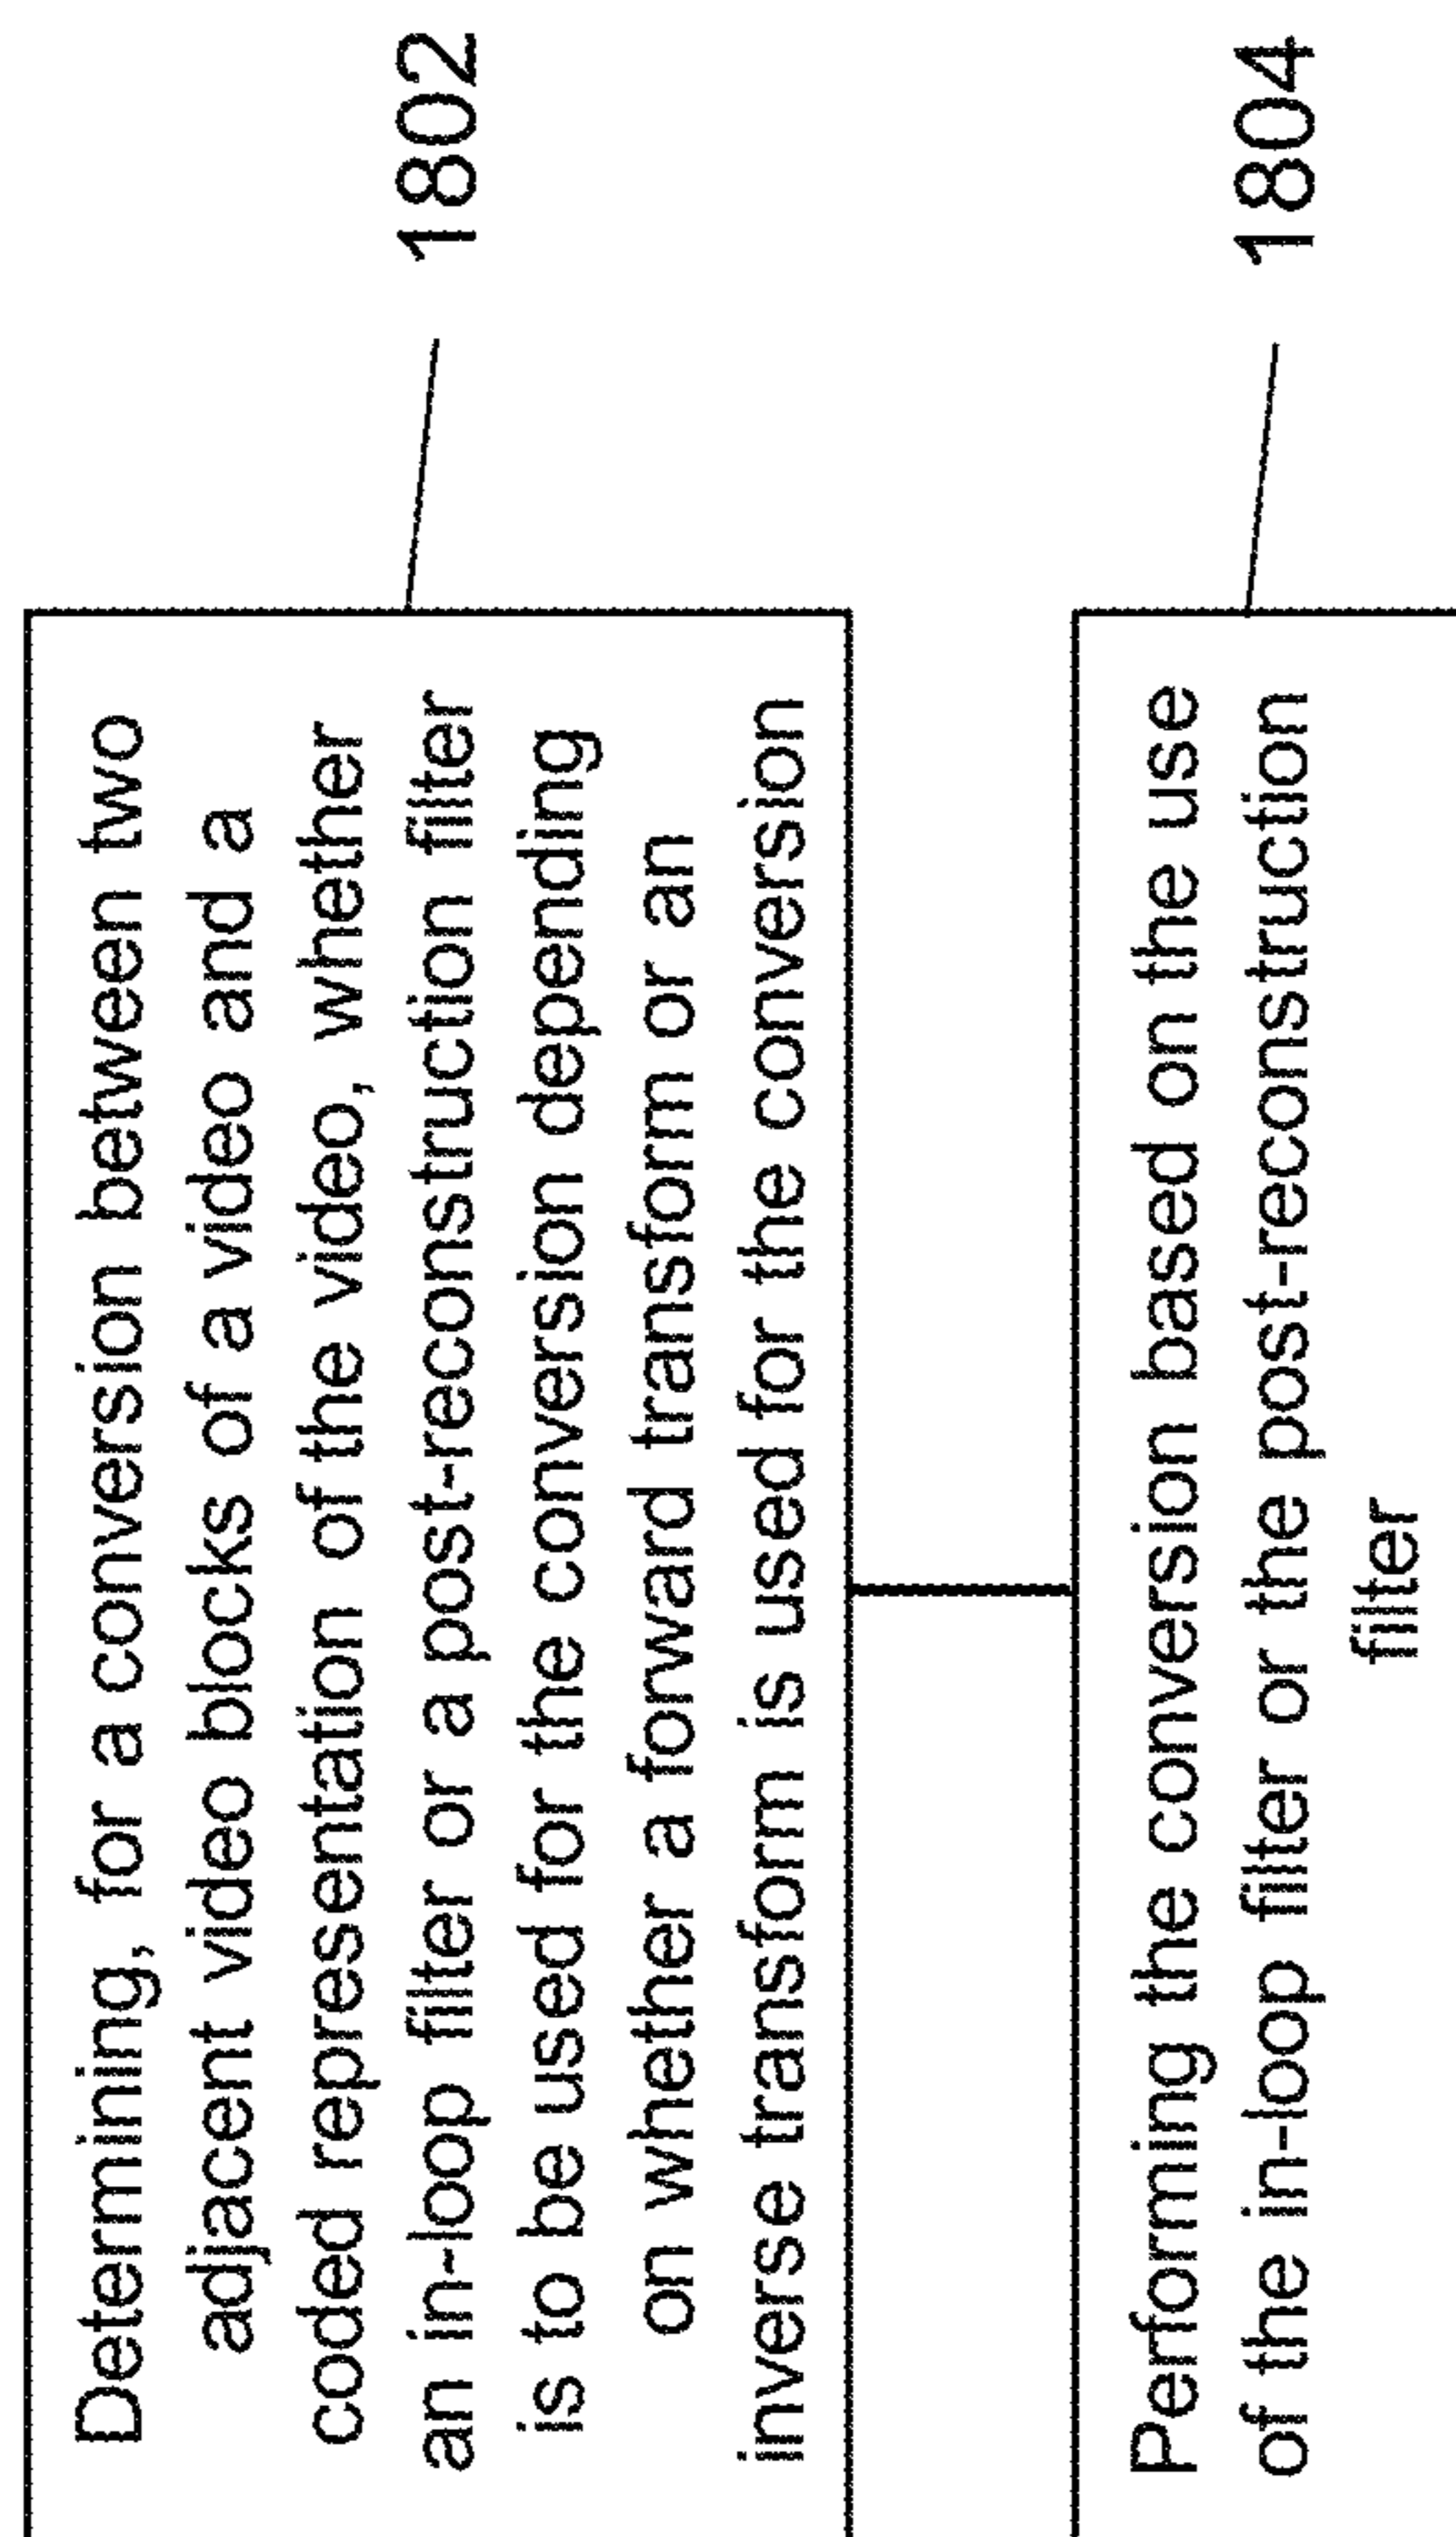 Determining, for a conversion between two
adjacent video blocks of a video and a
coded representation of the video, whether
an in-loop filter or a post-reconstruction filter
is to be used for the conversion depending
on whether a forward transform or an
inverse transform is used for the conversion
1802
Performing the conversion based on the use
of the in-loop filter or the post-reconstruction
filter
1804